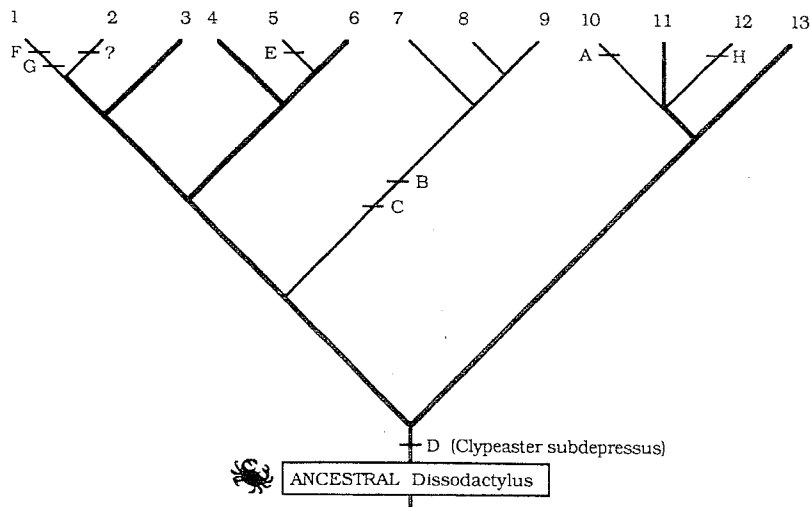 1 2 3 4 5 6 7 8 9 10 11 12 13
F ? E A H
G
B
C
D (Clypeaster subdepressus)
ANCESTRAL Dissodactylus